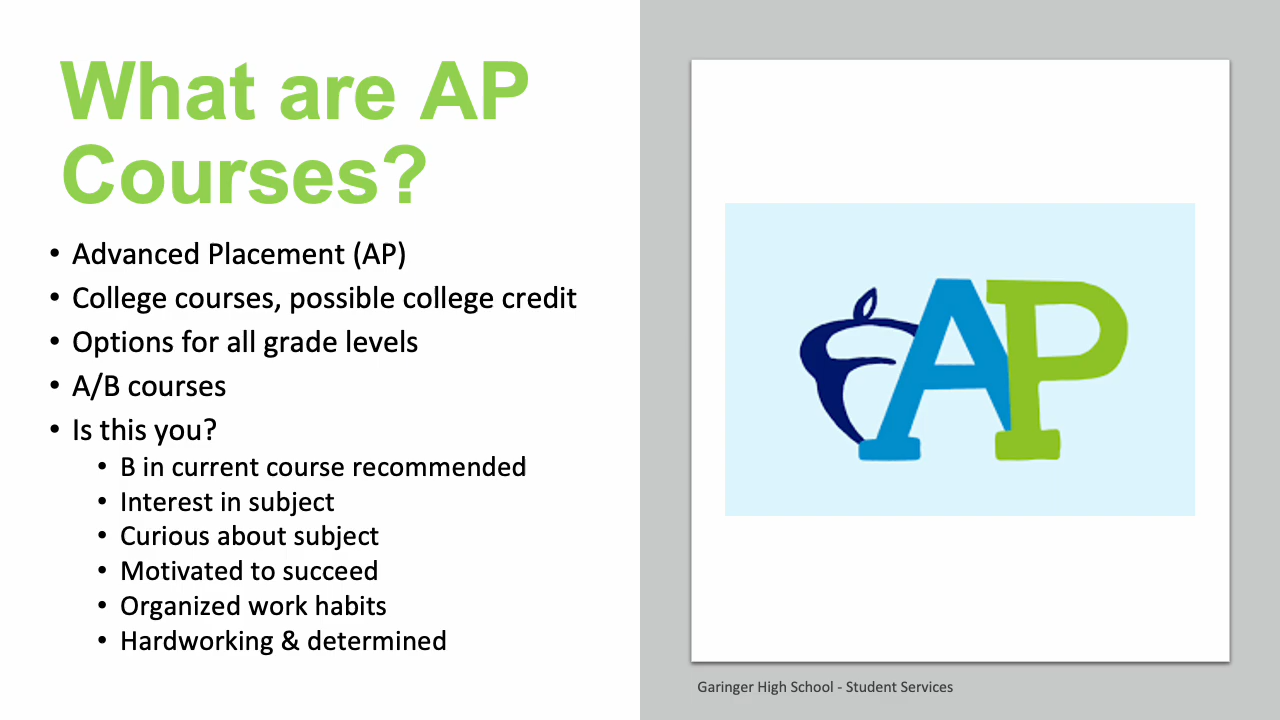 What are AP
Courses?
• Advanced Placement (AP)
• College courses, possible college credit
• Options for all grade levels
• A/B courses
• Is this you?
• B in current course recommended
• Interest in subject
• Curious about subject
• Motivated to succeed
• Organized work habits
• Hardworking & determined
AP
Garinger High School - Student Services